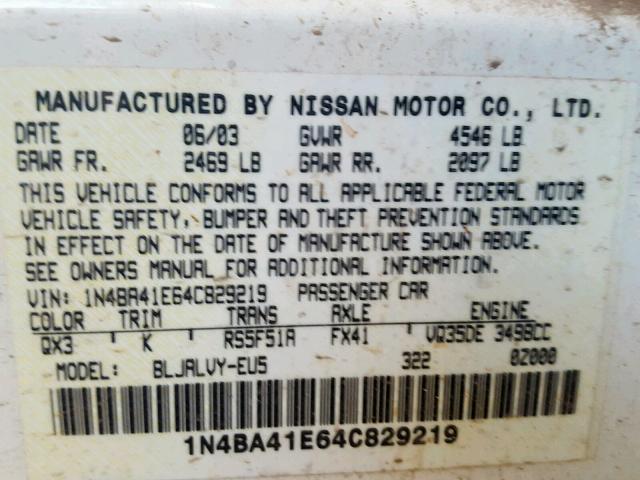 MANUFACTURED BY NISSAN MOTOR CO., LTD.
DATE 06/03 GVWR 4546 LB
GAWR FR. 2469 LB GAWR RR. 2097 LB
THIS VEHICLE CONFORMS TO ALL APPLICABLE FEDERAL MOTOR
VEHICLE SAFETY, BUMPER AND THEFT PREVENTION STANDARDS
IN EFFECT ON THE DATE OF MANUFACTURE SHOWN ABOVE.
SEE OWNERS MANUAL FOR ADDITIONAL INFORMATION.
VIN: 1N4BA41E64C829219 PASSENGER CAR
COLOR TRIM TRANS AXLE ENGINE
QX3 K RS5F51A FX41 VQ35DE 3498CC
MODEL: BLJALVY-EU5 322 0Z000
1N4BA41E64C829219